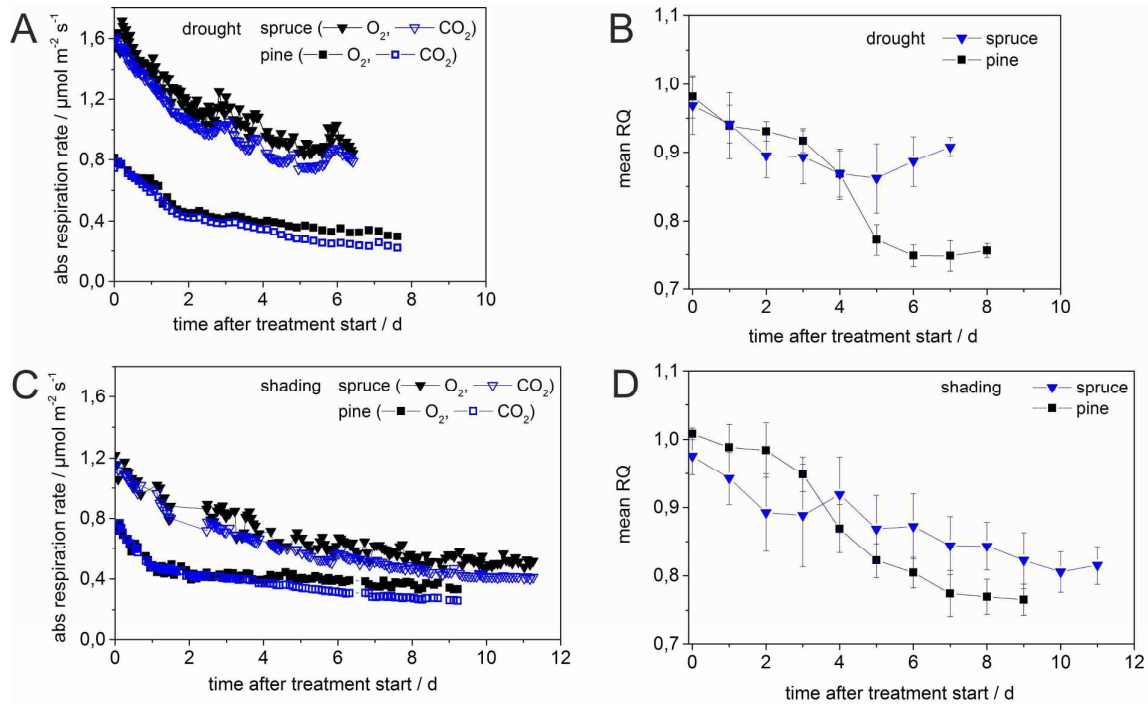 A
drought spruce (▼ O₂, ▽ CO₂)
pine (■ O₂, □ CO₂)
abs respiration rate / µmol m⁻² s⁻¹
1,6
1,2
0,8
0,4
0,0
0 2 4 6 8 10
time after treatment start / d
B
drought spruce
pine
mean RQ
1,1
1,0
0,9
0,8
0,7
0 2 4 6 8 10
time after treatment start / d
C
shading spruce (▼ O₂, ▽ CO₂)
pine (■ O₂, □ CO₂)
abs respiration rate / µmol m⁻² s⁻¹
1,6
1,2
0,8
0,4
0,0
0 2 4 6 8 10 12
time after treatment start / d
D
shading spruce
pine
mean RQ
1,1
1,0
0,9
0,8
0,7
0 2 4 6 8 10 12
time after treatment start / d